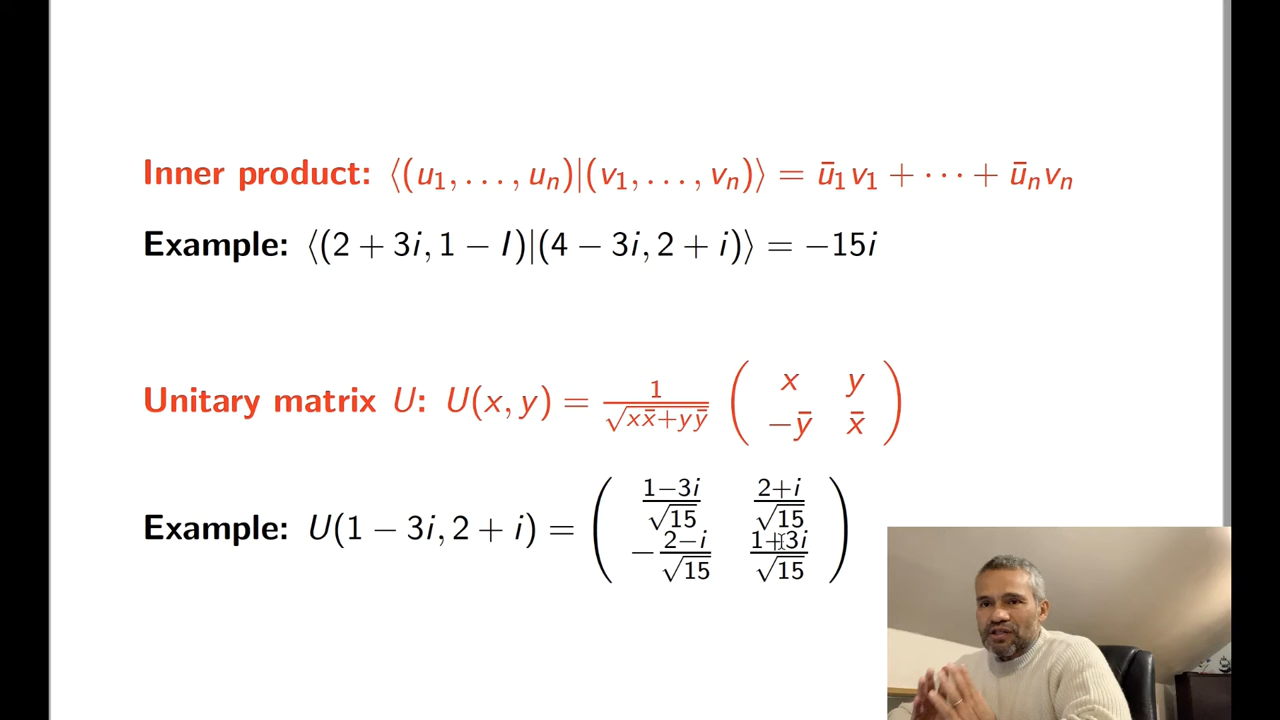 Inner product: ⟨(u₁, . . . , uₙ)|(v₁, . . . , vₙ)⟩ = ū₁v₁ + · · · + ūₙvₙ
Example: ⟨(2 + 3i, 1 − I)|(4 − 3i, 2 + i)⟩ = −15i
Unitary matrix U: U(x, y) = 1/√(xx̄+yȳ) ( x y ; −ȳ x̄ )
Example: U(1 − 3i, 2 + i) = ( (1−3i)/√15 (2+i)/√15 ; −(2−i)/√15 (1+3i)/√15 )